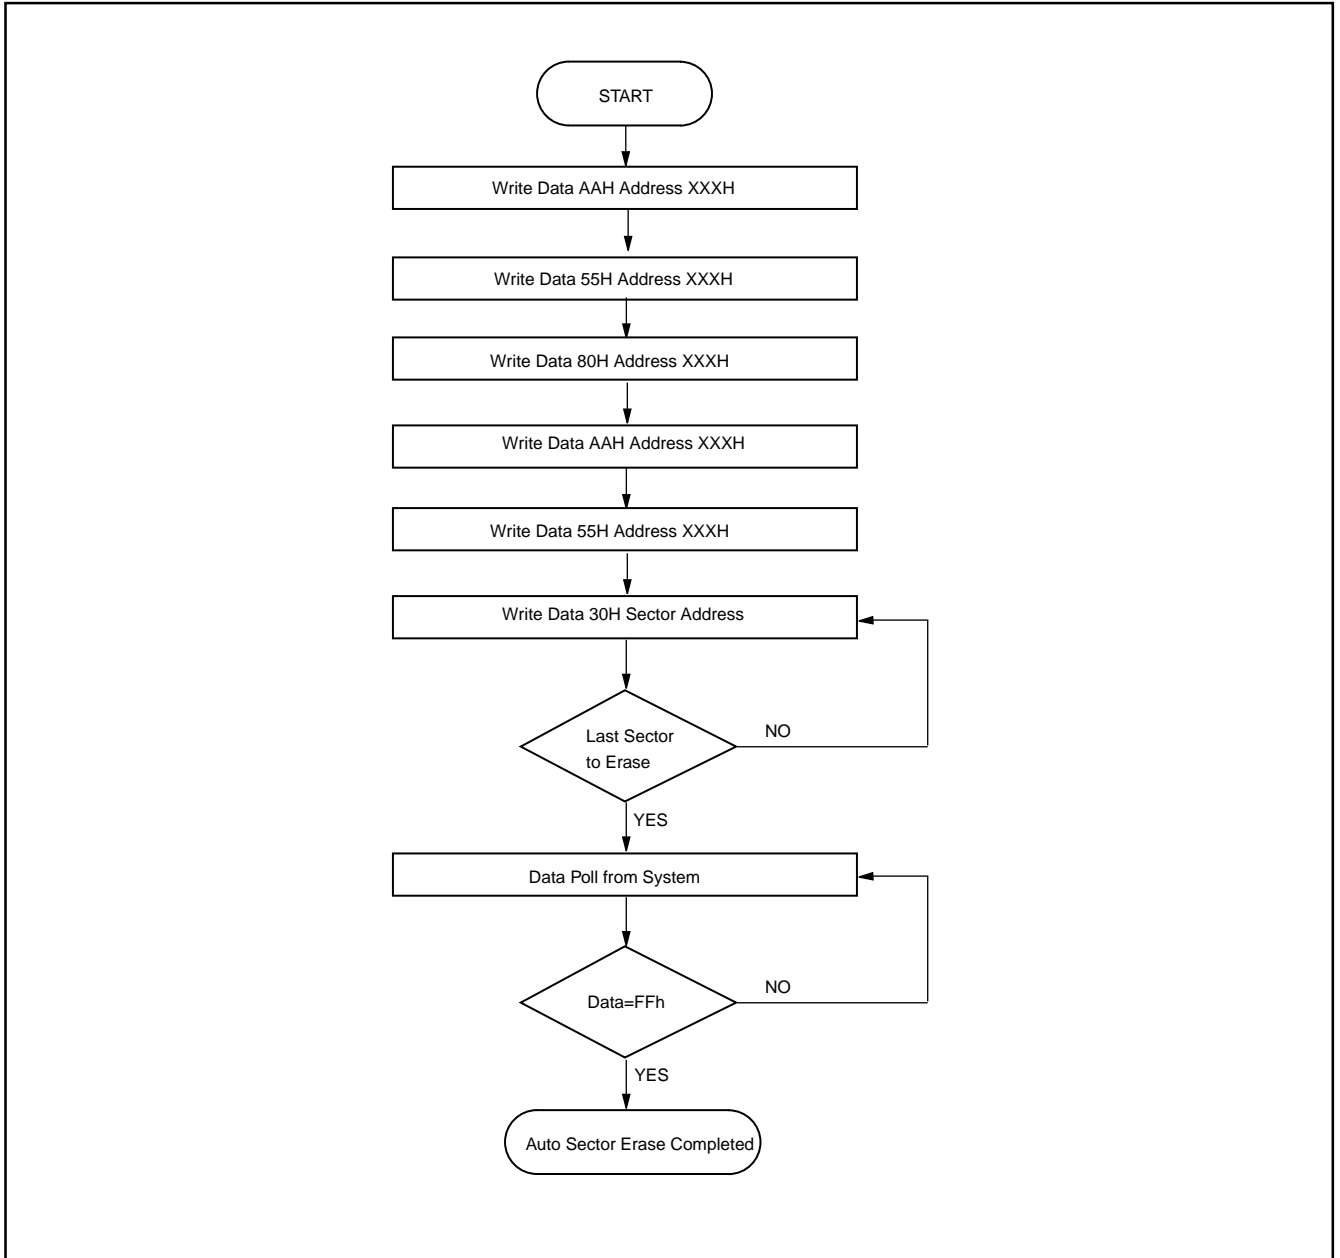 START
Write Data AAH Address XXXH
Write Data 55H Address XXXH
Write Data 80H Address XXXH
Write Data AAH Address XXXH
Write Data 55H Address XXXH
Write Data 30H Sector Address
Last Sector
to Erase
NO
YES
Data Poll from System
Data=FFh
NO
YES
Auto Sector Erase Completed